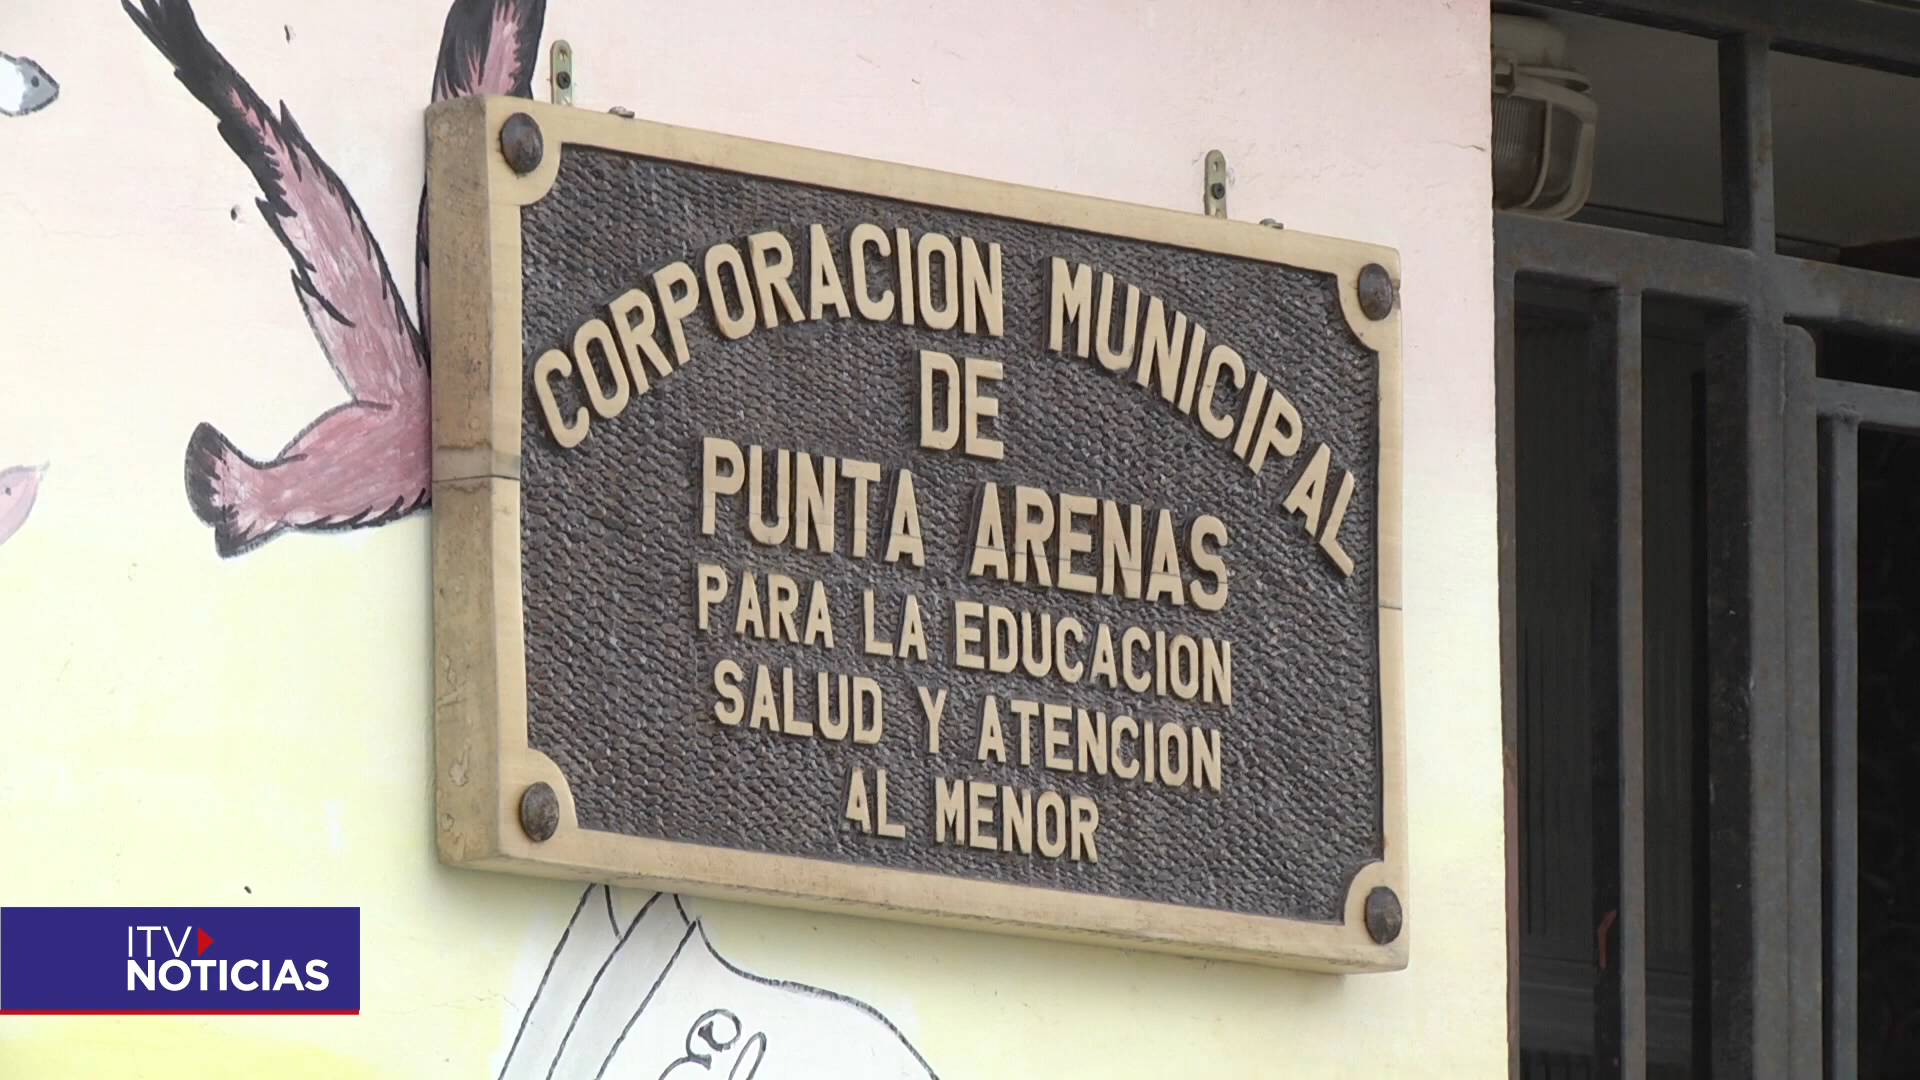 CORPORACION MUNICIPAL
DE
PUNTA ARENAS
PARA LA EDUCACION
SALUD Y ATENCION
AL MENOR
ITV
NOTICIAS